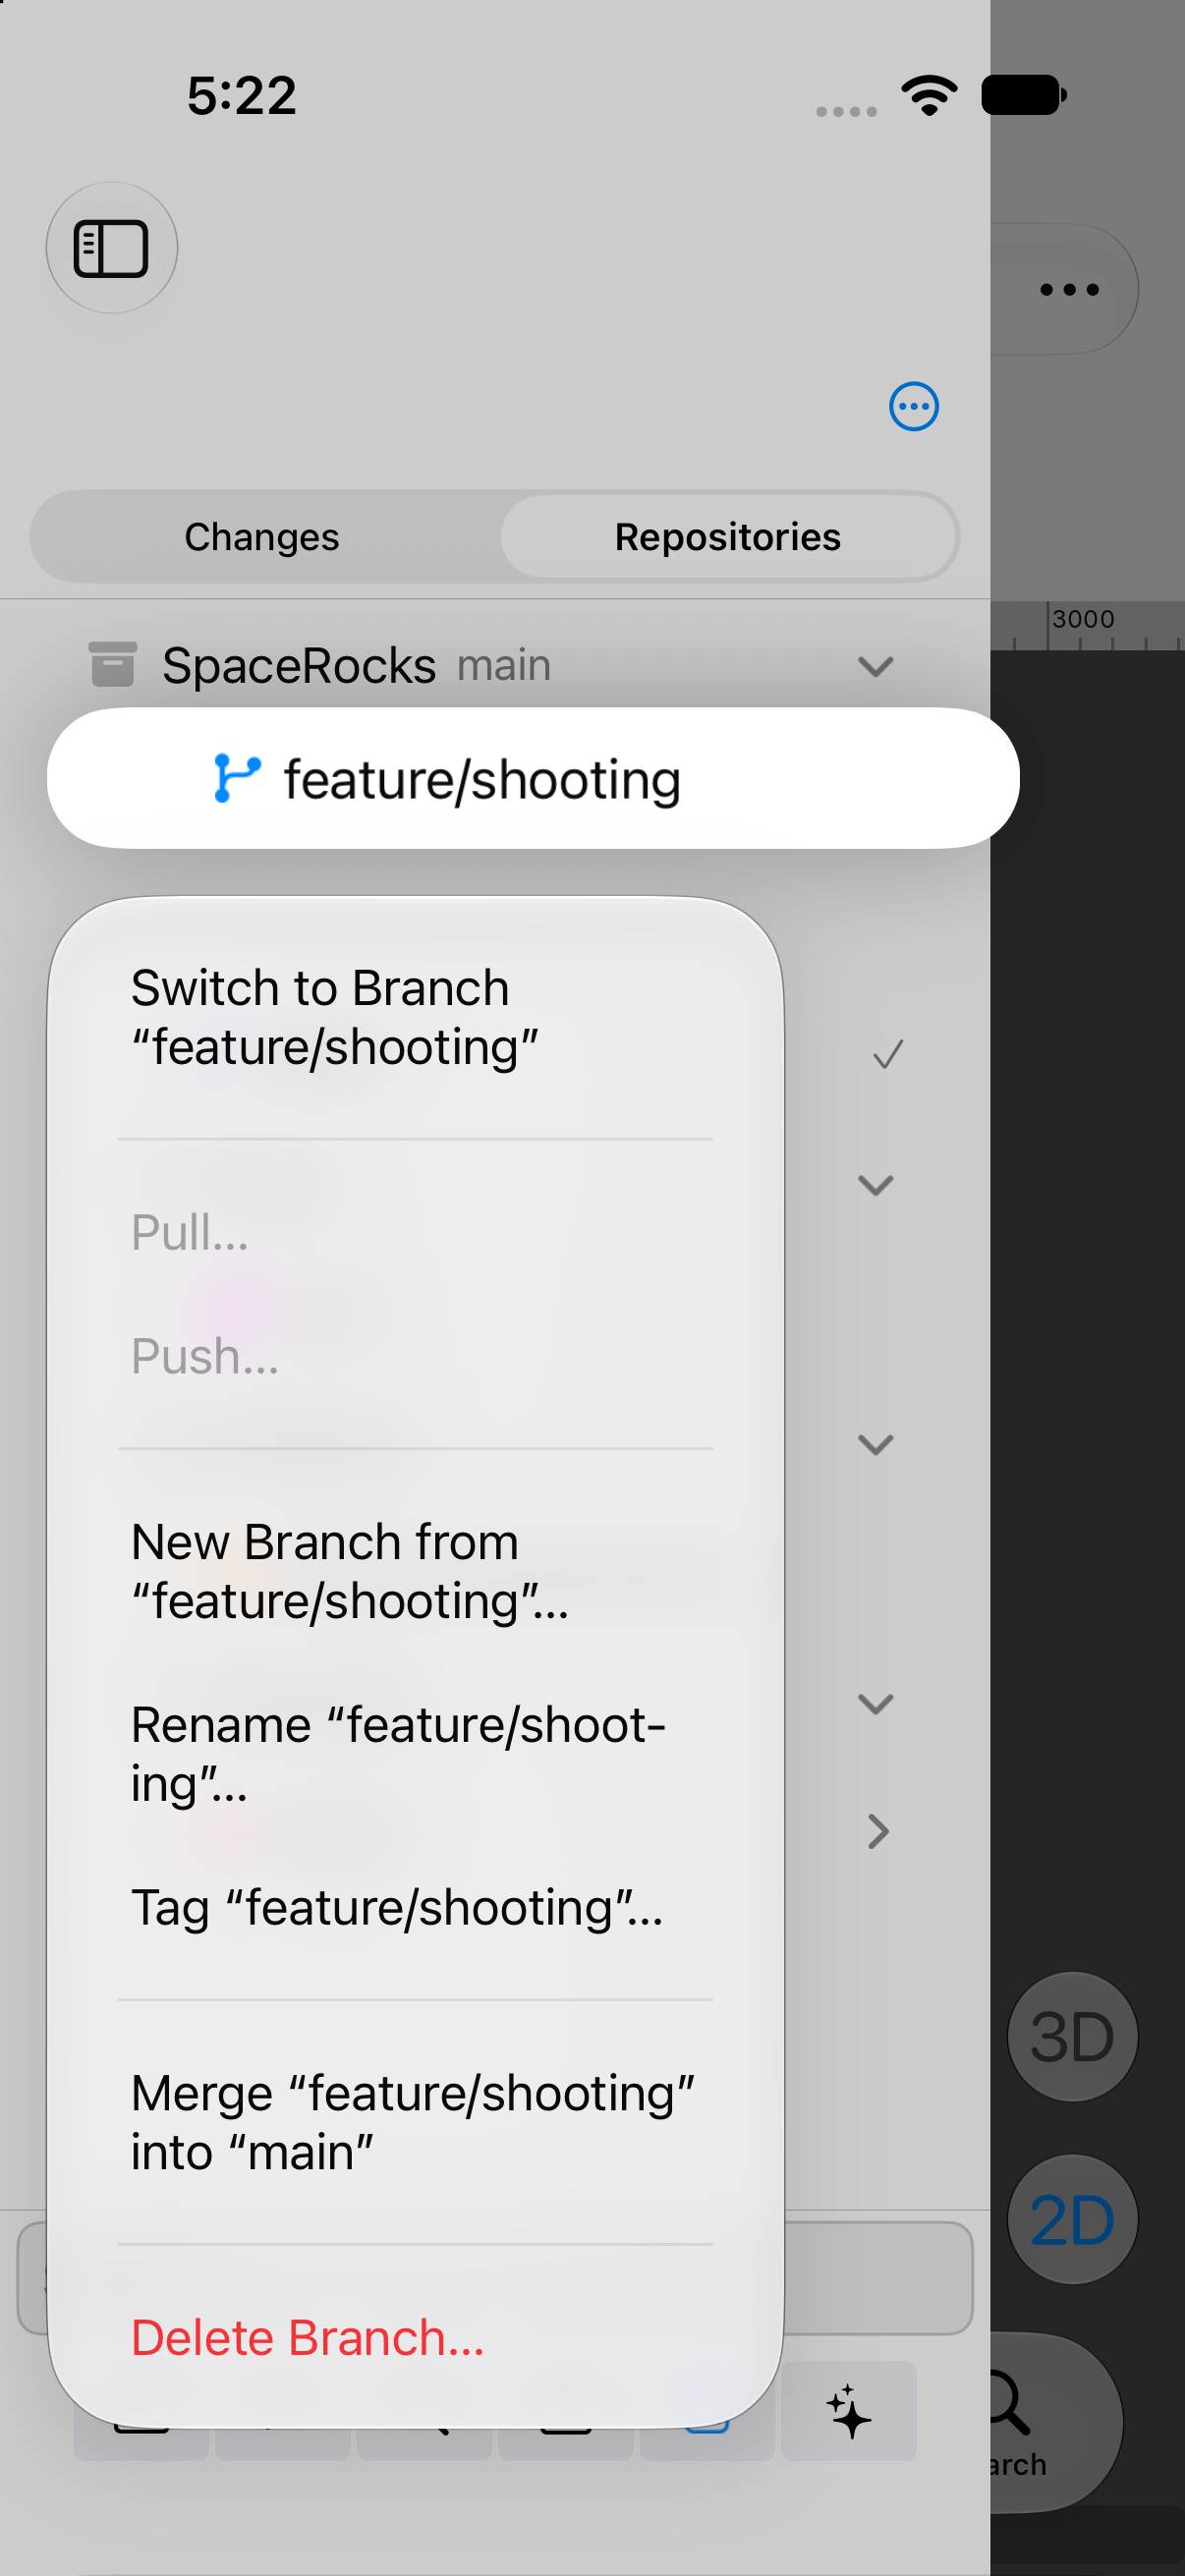 5:22
Changes
Repositories
3000
SpaceRocks main
feature/shooting
Switch to Branch
“feature/shooting”
Pull...
Push...
New Branch from
“feature/shooting”...
Rename “feature/shoot-
ing”...
Tag “feature/shooting”...
3D
Merge “feature/shooting”
into “main”
2D
Delete Branch...